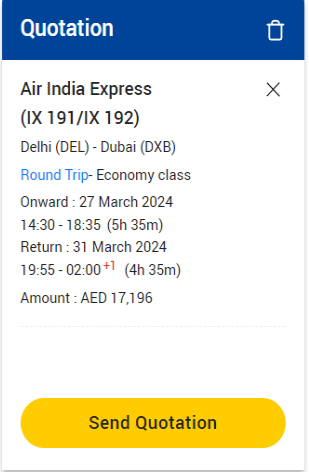 Quotation
Air India Express
(IX 191/IX 192)
Delhi (DEL) - Dubai (DXB)
Round Trip- Economy class
Onward : 27 March 2024
14:30 - 18:35 (5h 35m)
Return : 31 March 2024
19:55 - 02:00 +1 (4h 35m)
Amount : AED 17,196
Send Quotation